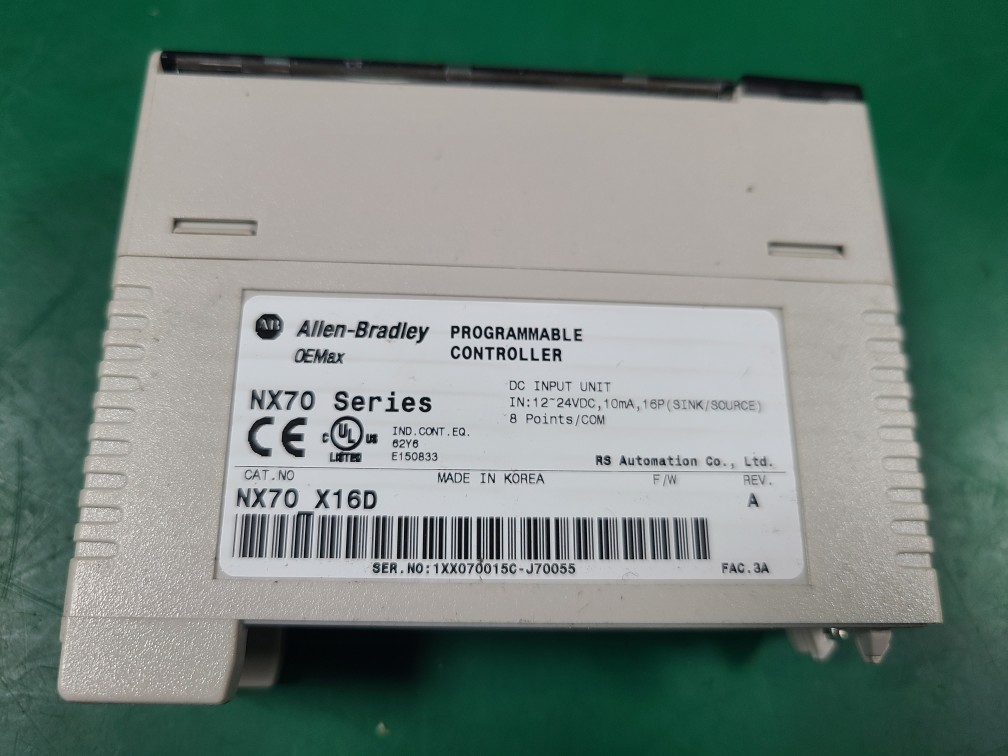 AB Allen-Bradley PROGRAMMABLE
OEMax CONTROLLER
NX70 Series
DC INPUT UNIT
IN:12~24VDC,10mA,16P(SINK/SOURCE)
8 Points/COM
CE C UL US LISTED
IND.CONT.EQ.
62Y6
E150833
RS Automation Co., Ltd.
CAT.NO MADE IN KOREA F/W REV.
NX70_X16D A
SER.NO:1XX070015C-J70055 FAC.3A